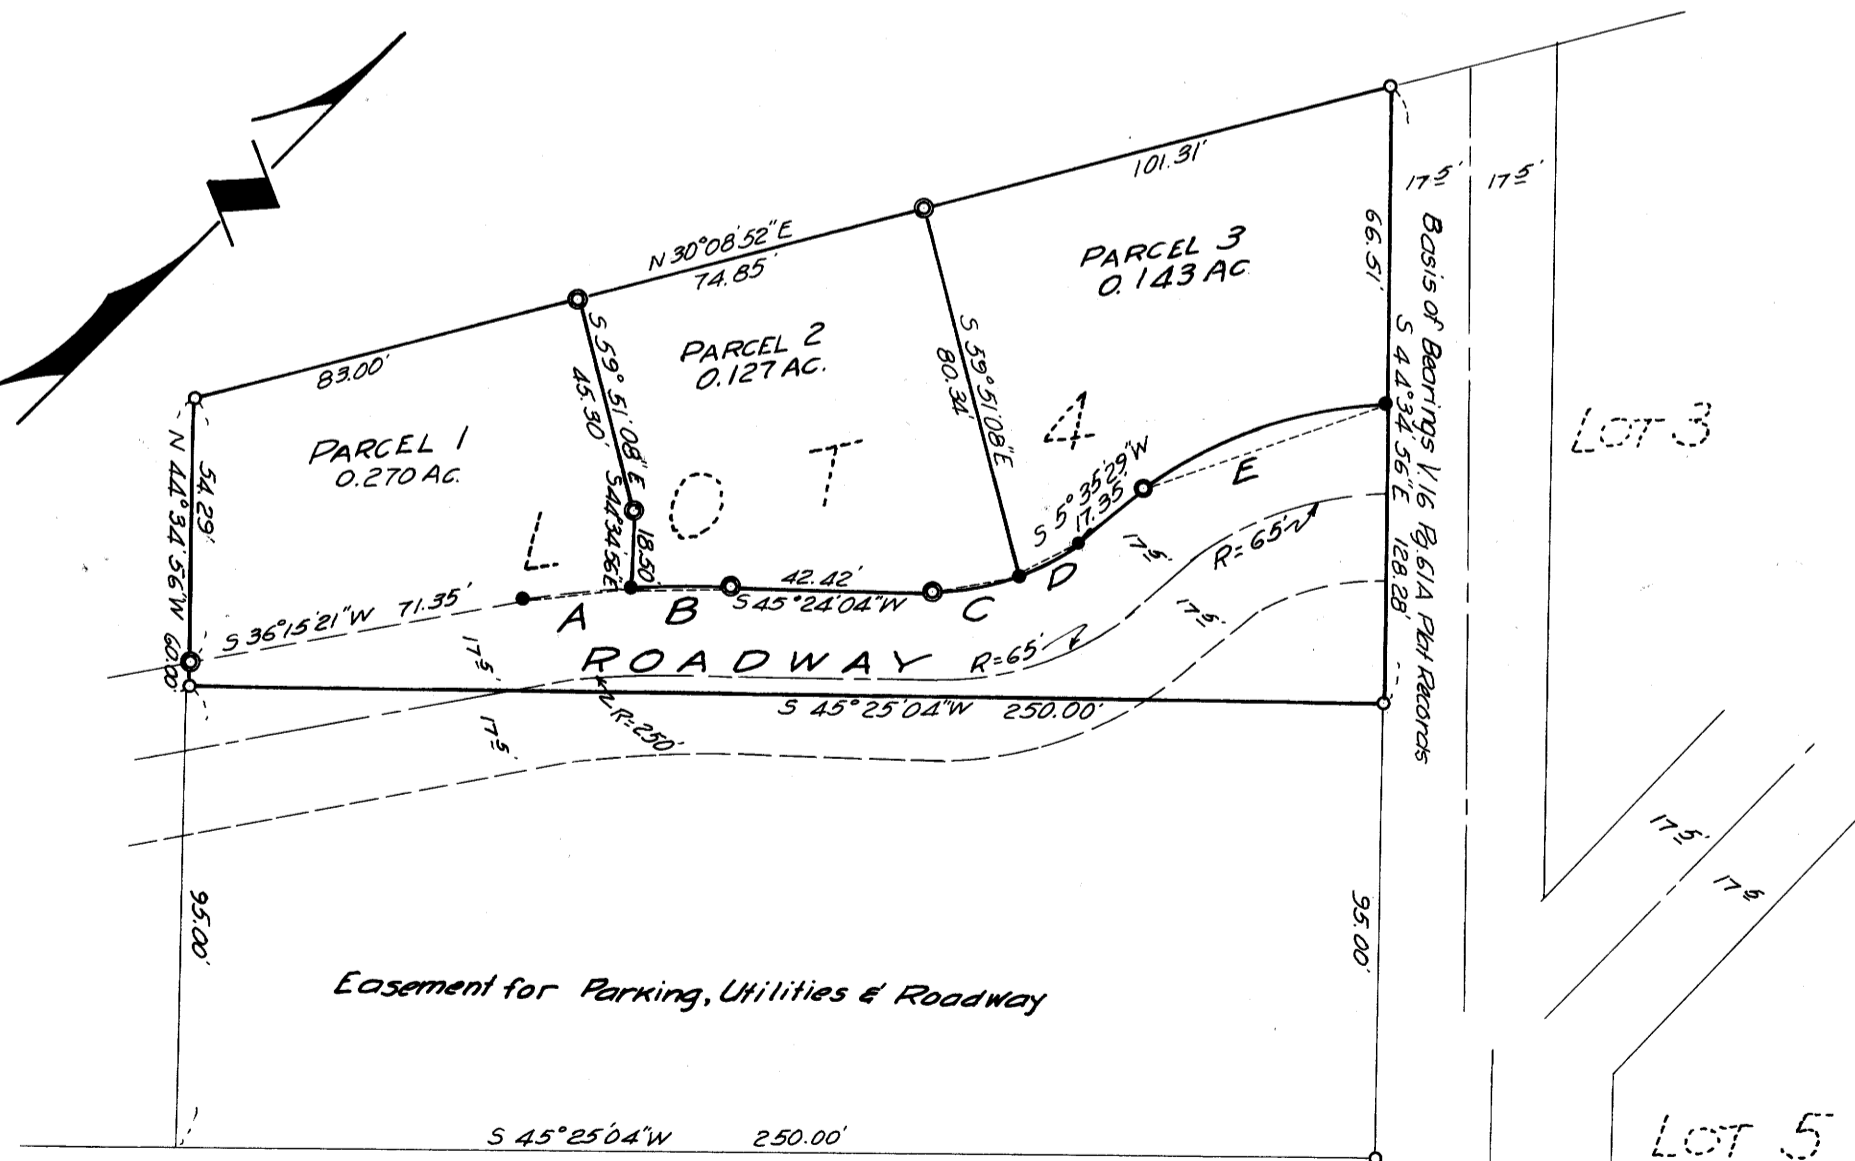 101.31'
17 5' 17 5'
N 30°08'52"E
74.85'
PARCEL 3
0.143 AC.
66.51'
Basis of Bearings V.16 Pg.61A Plat Records
S 44°34'56"E 128.28'
83.00'
S 59°51'08"E
45.30'
PARCEL 2
0.127 AC.
S 59°51'08"E
80.34'
PARCEL 1
0.270 AC.
LOT 4
LOT 3
N 44°34'56"W 60.00'
54.29'
S44°34'56"E
18.50'
S 5°35'29"W
17.35'
E
S 36°15'21"W 71.35'
A
B
42.42'
S45°24'04"W
C
D
17 5'
R=65'
17 5'
17 5'
ROADWAY
R=65'
17 5'
R=250'
S 45°25'04"W 250.00'
17 5'
17 5'
95.00'
95.00'
Easement for Parking, Utilities & Roadway
S 45°25'04"W 250.00'
LOT 5